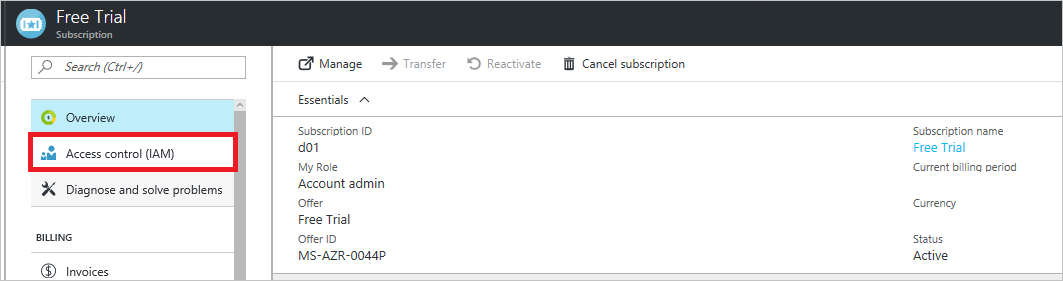 Free Trial
Subscription
Search (Ctrl+/)
Overview
Access control (IAM)
Diagnose and solve problems
BILLING
Invoices
Manage
Transfer
Reactivate
Cancel subscription
Essentials
Subscription ID
d01
My Role
Account admin
Offer
Free Trial
Offer ID
MS-AZR-0044P
Subscription name
Free Trial
Current billing period
Currency
Status
Active